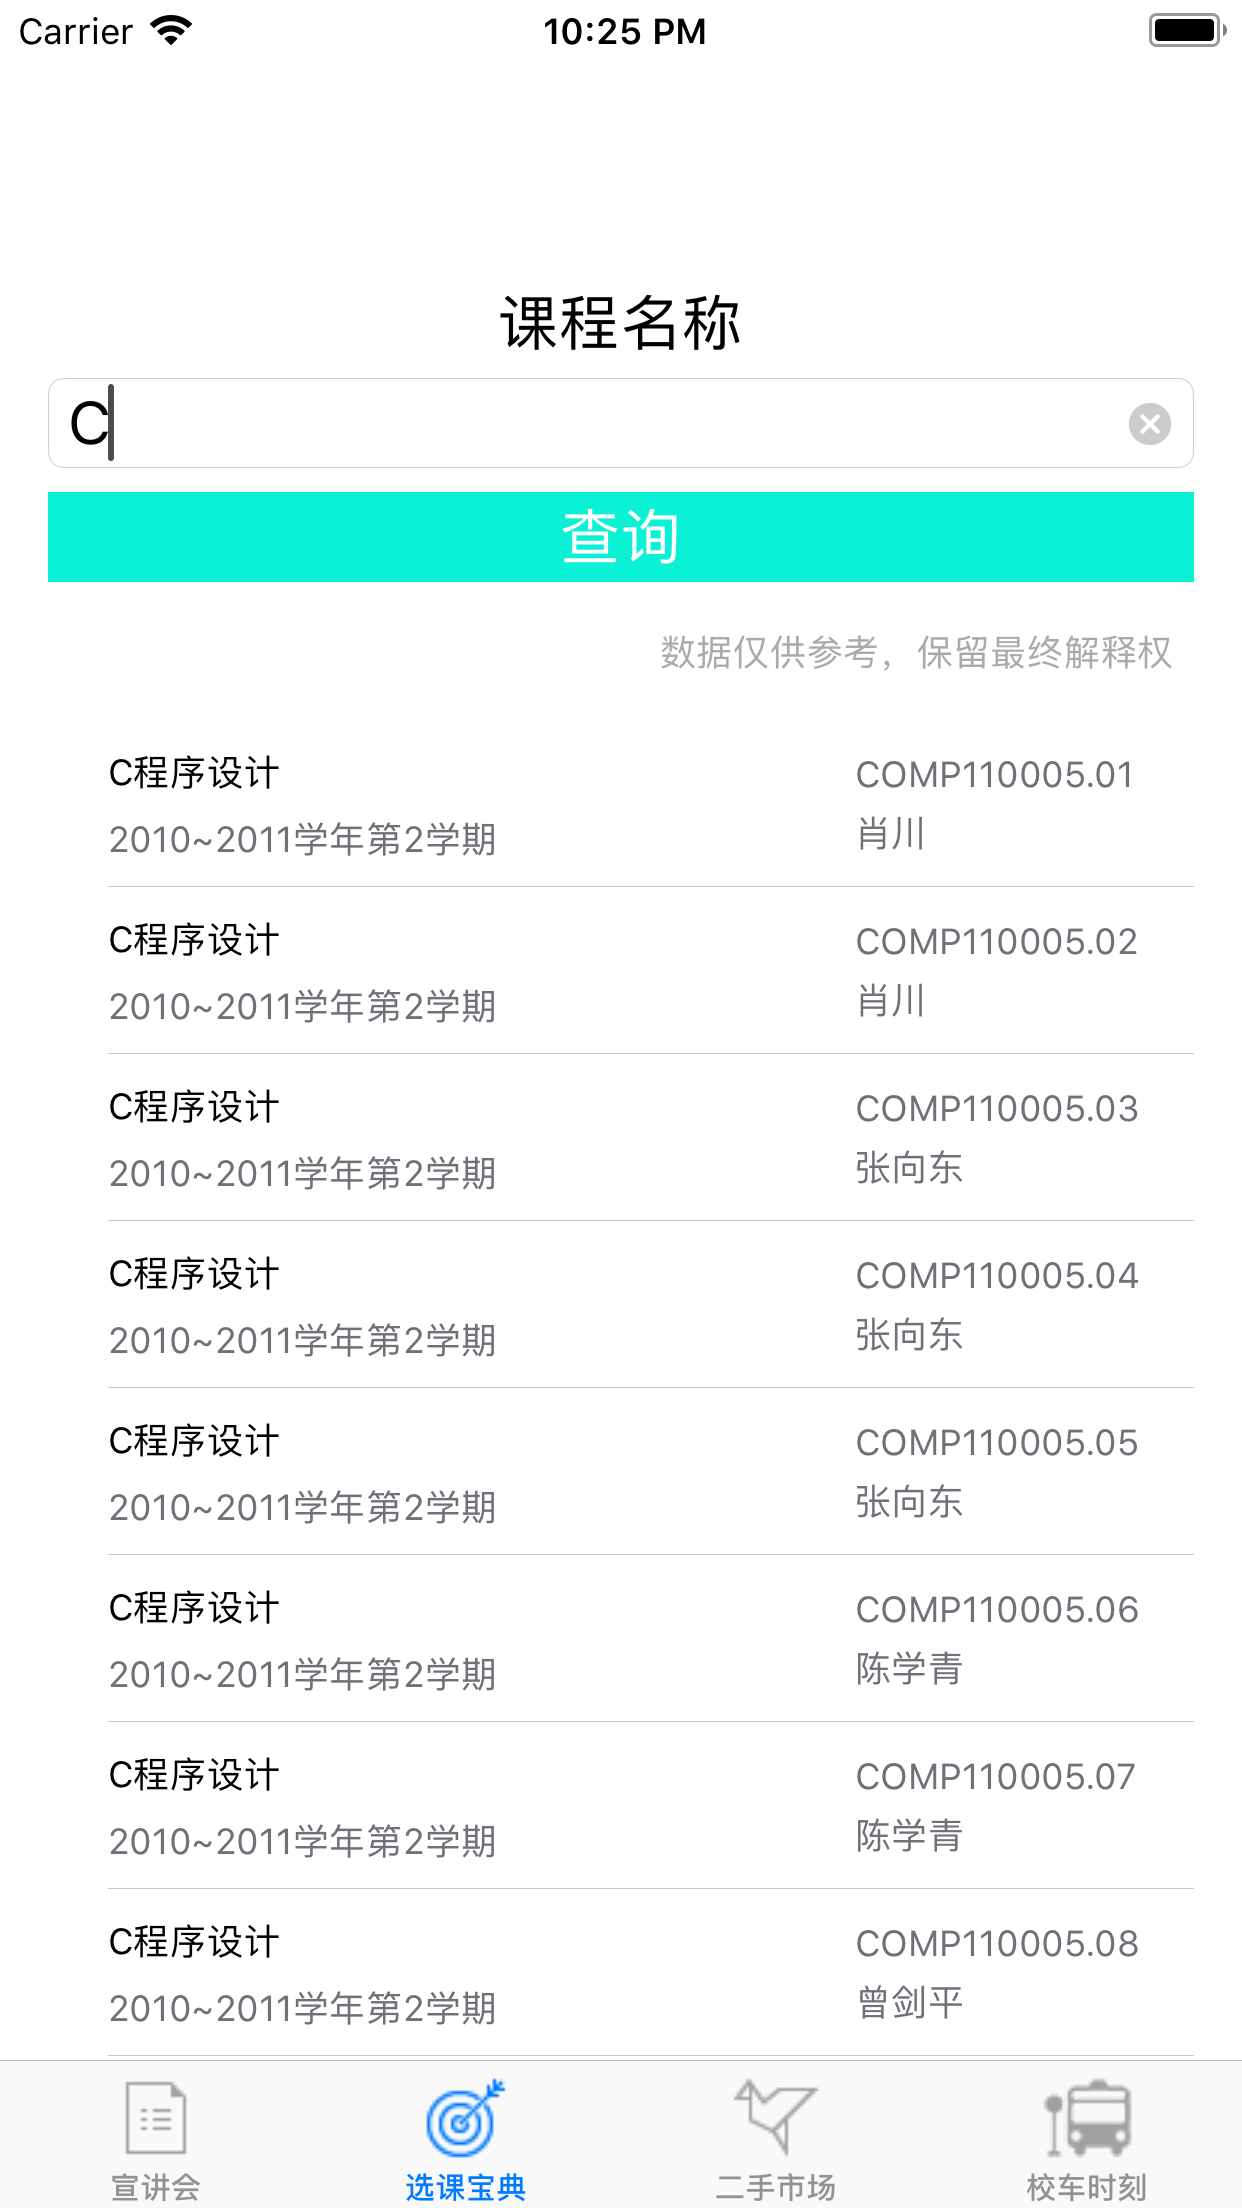 Carrier 10:25 PM
课程名称
C
查询
数据仅供参考，保留最终解释权
C程序设计 COMP110005.01
2010~2011学年第2学期 肖川
C程序设计 COMP110005.02
2010~2011学年第2学期 肖川
C程序设计 COMP110005.03
2010~2011学年第2学期 张向东
C程序设计 COMP110005.04
2010~2011学年第2学期 张向东
C程序设计 COMP110005.05
2010~2011学年第2学期 张向东
C程序设计 COMP110005.06
2010~2011学年第2学期 陈学青
C程序设计 COMP110005.07
2010~2011学年第2学期 陈学青
C程序设计 COMP110005.08
2010~2011学年第2学期 曾剑平
宣讲会 选课宝典 二手市场 校车时刻